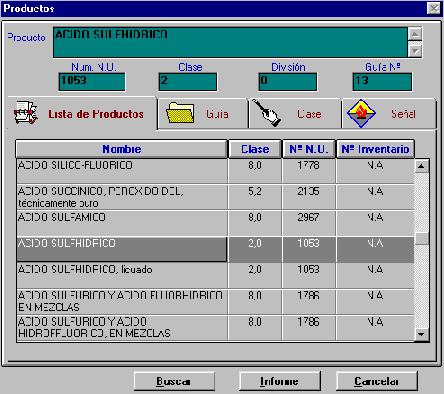 Productos
Producto
ACIDO SULFHIDRICO
Num. N.U.
Clase
División
Guía Nº
1053
2
0
13
Lista de Productos
Guía
Clase
Señal
Nombre Clase Nº N.U. Nº Inventario
ACIDO SILICO-FLUORICO 8,0 1778 N.A
ACIDO SUCCINICO, PEROXIDO DEL, técnicamente puro 5,2 2135 N.A
ACIDO SULFAMICO 8,0 2967 N.A
ACIDO SULFHIDRICO 2,0 1053 N.A
ACIDO SULFHIDRICO, licuado 2,0 1053 N.A
ACIDO SULFURICO Y ACIDO FLUORHIDRICO EN MEZCLAS 8,0 1786 N.A
ACIDO SULFURICO Y ACIDO HIDROFLUORICO, EN MEZCLAS 8,0 1786 N.A
Buscar
Informe
Cancelar